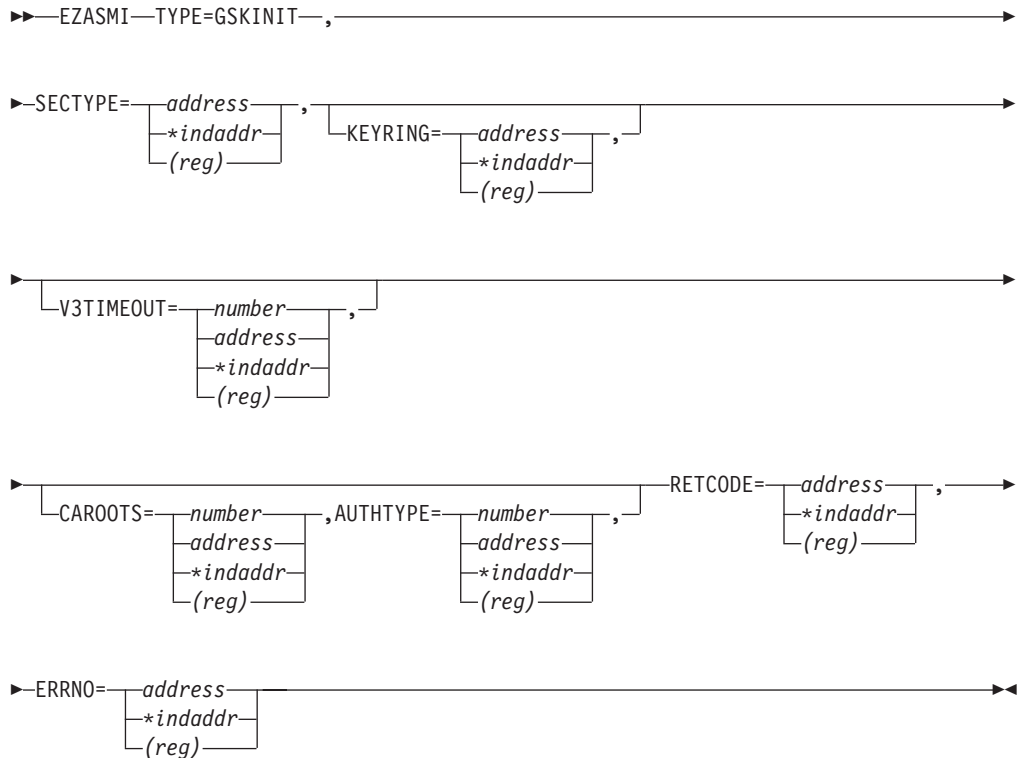 EZASMI TYPE=GSKINIT ,
SECTYPE= address , KEYRING= address ,
*indaddr *indaddr
(reg) (reg)
V3TIMEOUT= number ,
address
*indaddr
(reg)
CAROOTS= number ,AUTHTYPE= number , RETCODE= address ,
address address *indaddr
*indaddr *indaddr (reg)
(reg) (reg)
ERRNO= address
*indaddr
(reg)